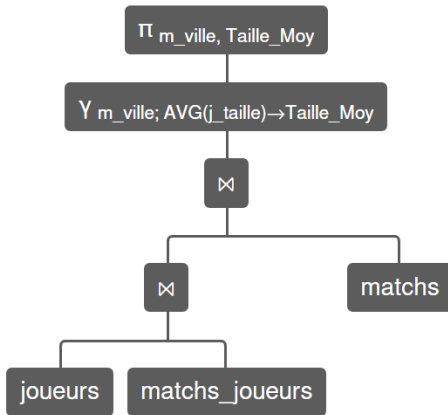 π m_ville, Taille_Moy
γ m_ville; AVG(j_taille)→Taille_Moy
⋈
⋈
matchs
joueurs
matchs_joueurs